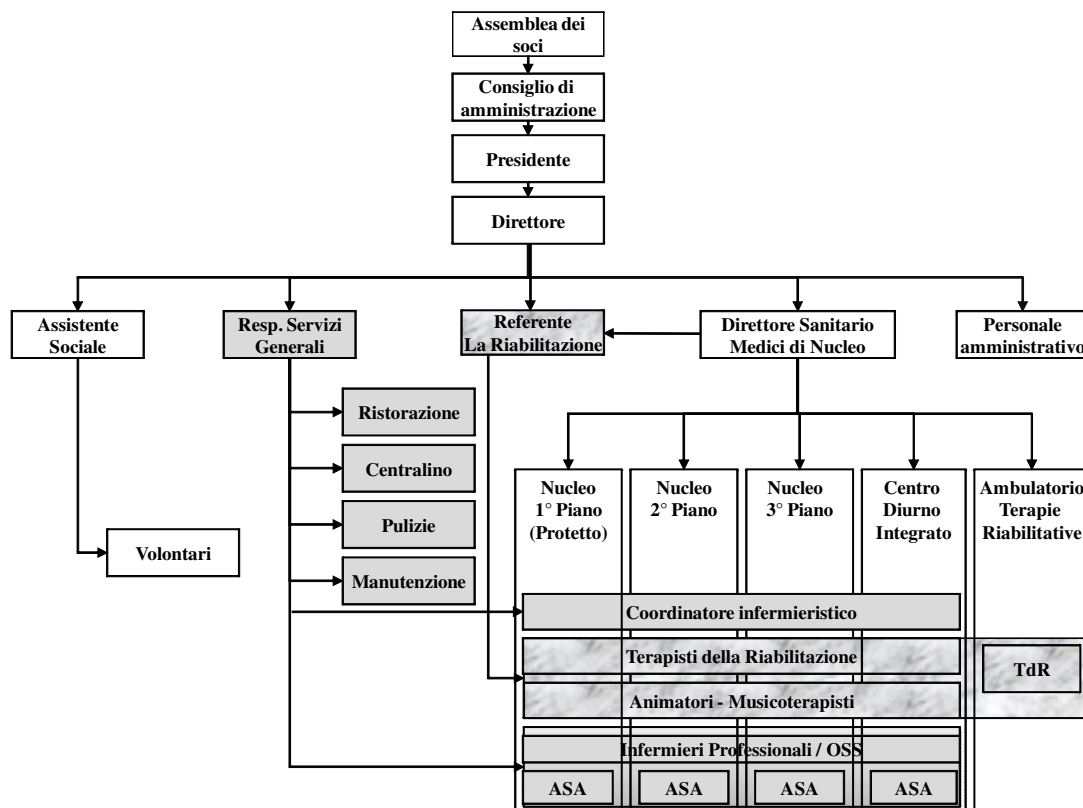 Assemblea dei
soci
Consiglio di
amministrazione
Presidente
Direttore
Assistente
Sociale
Resp. Servizi
Generali
Referente
La Riabilitazione
Direttore Sanitario
Medici di Nucleo
Personale
amministrativo
Ristorazione
Centralino
Pulizie
Manutenzione
Volontari
Nucleo
1° Piano
(Protetto)
Nucleo
2° Piano
Nucleo
3° Piano
Centro
Diurno
Integrato
Ambulatorio
Terapie
Riabilitative
Coordinatore infermieristico
Terapisti della Riabilitazione
TdR
Animatori - Musicoterapisti
Infermieri Professionali / OSS
ASA
ASA
ASA
ASA